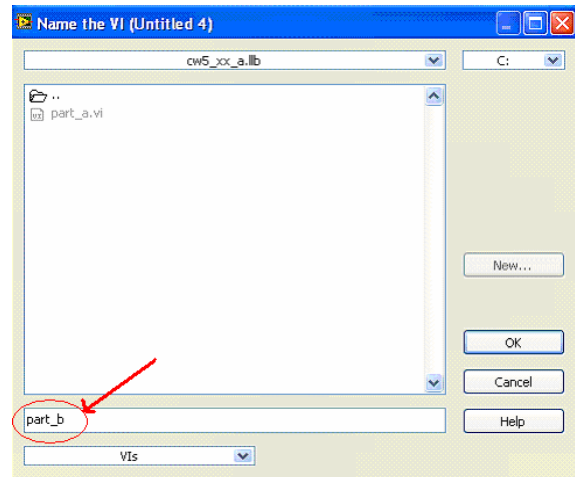 Name the VI (Untitled 4)
cw5_xx_a.llb
C:
..
part_a.vi
New...
OK
Cancel
part_b
Help
VIs